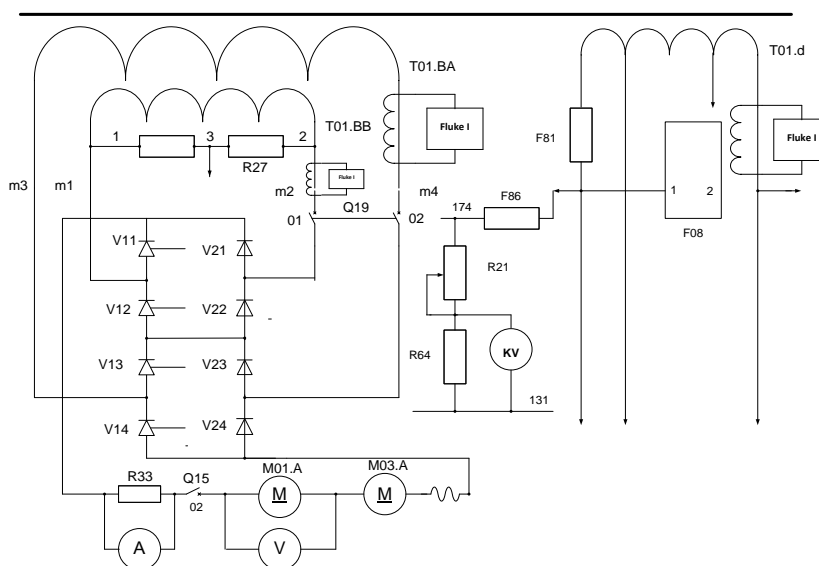 T01.d
T01.BA
Fluke I
Fluke I
T01.BB
F81
1
3
2
R27
Fluke I
1
2
m3
m1
m2
m4
174
F86
Q19
01
02
F08
V11
V21
R21
V12
V22
-
KV
R64
V13
V23
131
V14
V24
-
M01.A
M03.A
R33
Q15
M
M
02
A
V